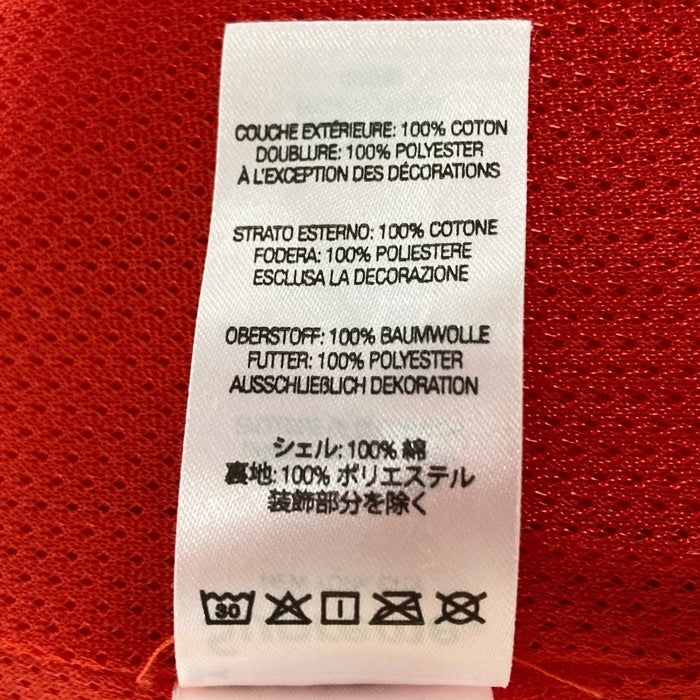 COUCHE EXTÉRIEURE: 100% COTON
DOUBLURE: 100% POLYESTER
À L'EXCEPTION DES DÉCORATIONS
STRATO ESTERNO: 100% COTONE
FODERA: 100% POLIESTERE
ESCLUSA LA DECORAZIONE
OBERSTOFF: 100% BAUMWOLLE
FUTTER: 100% POLYESTER
AUSSCHLIEßLICH DEKORATION
シェル: 100% 綿
裏地: 100% ポリエステル
装飾部分を除く
30